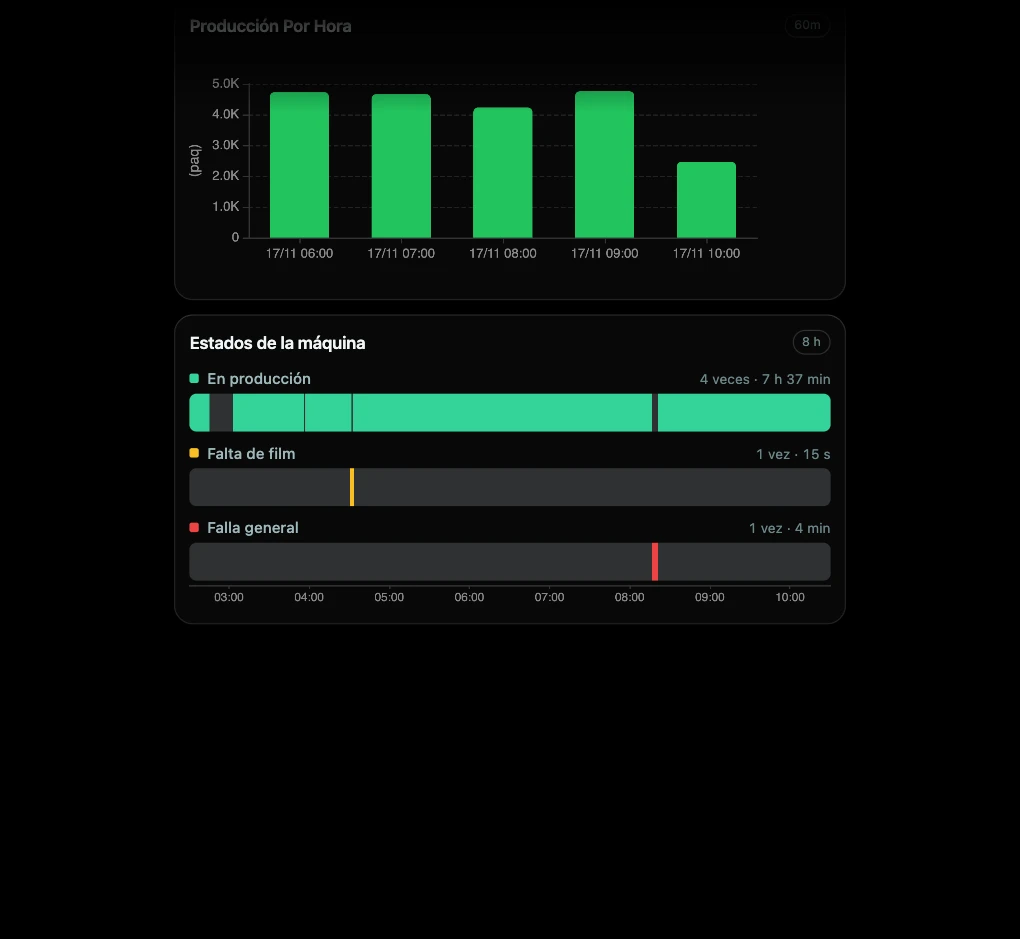 Producción Por Hora
60m
5.0K
4.0K
3.0K
2.0K
1.0K
0
(paq)
17/11 06:00 17/11 07:00 17/11 08:00 17/11 09:00 17/11 10:00
Estados de la máquina
8 h
En producción
4 veces · 7 h 37 min
Falta de film
1 vez · 15 s
Falla general
1 vez · 4 min
03:00 04:00 05:00 06:00 07:00 08:00 09:00 10:00